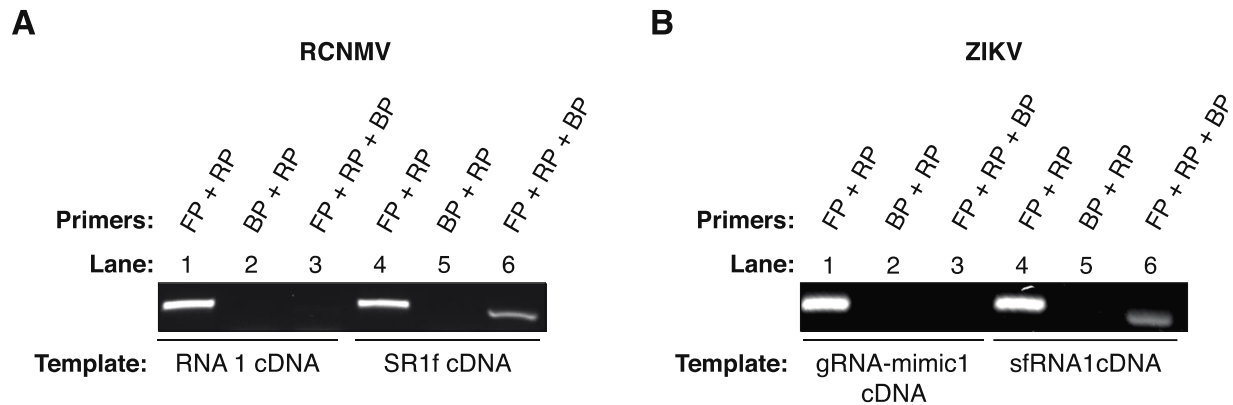 A
RCNMV
Primers: FP + RP BP + RP FP + RP + BP FP + RP BP + RP FP + RP + BP
Lane: 1 2 3 4 5 6
Template: RNA 1 cDNA SR1f cDNA
B
ZIKV
Primers: FP + RP BP + RP FP + RP + BP FP + RP BP + RP FP + RP + BP
Lane: 1 2 3 4 5 6
Template: gRNA-mimic1 sfRNA1cDNA
cDNA